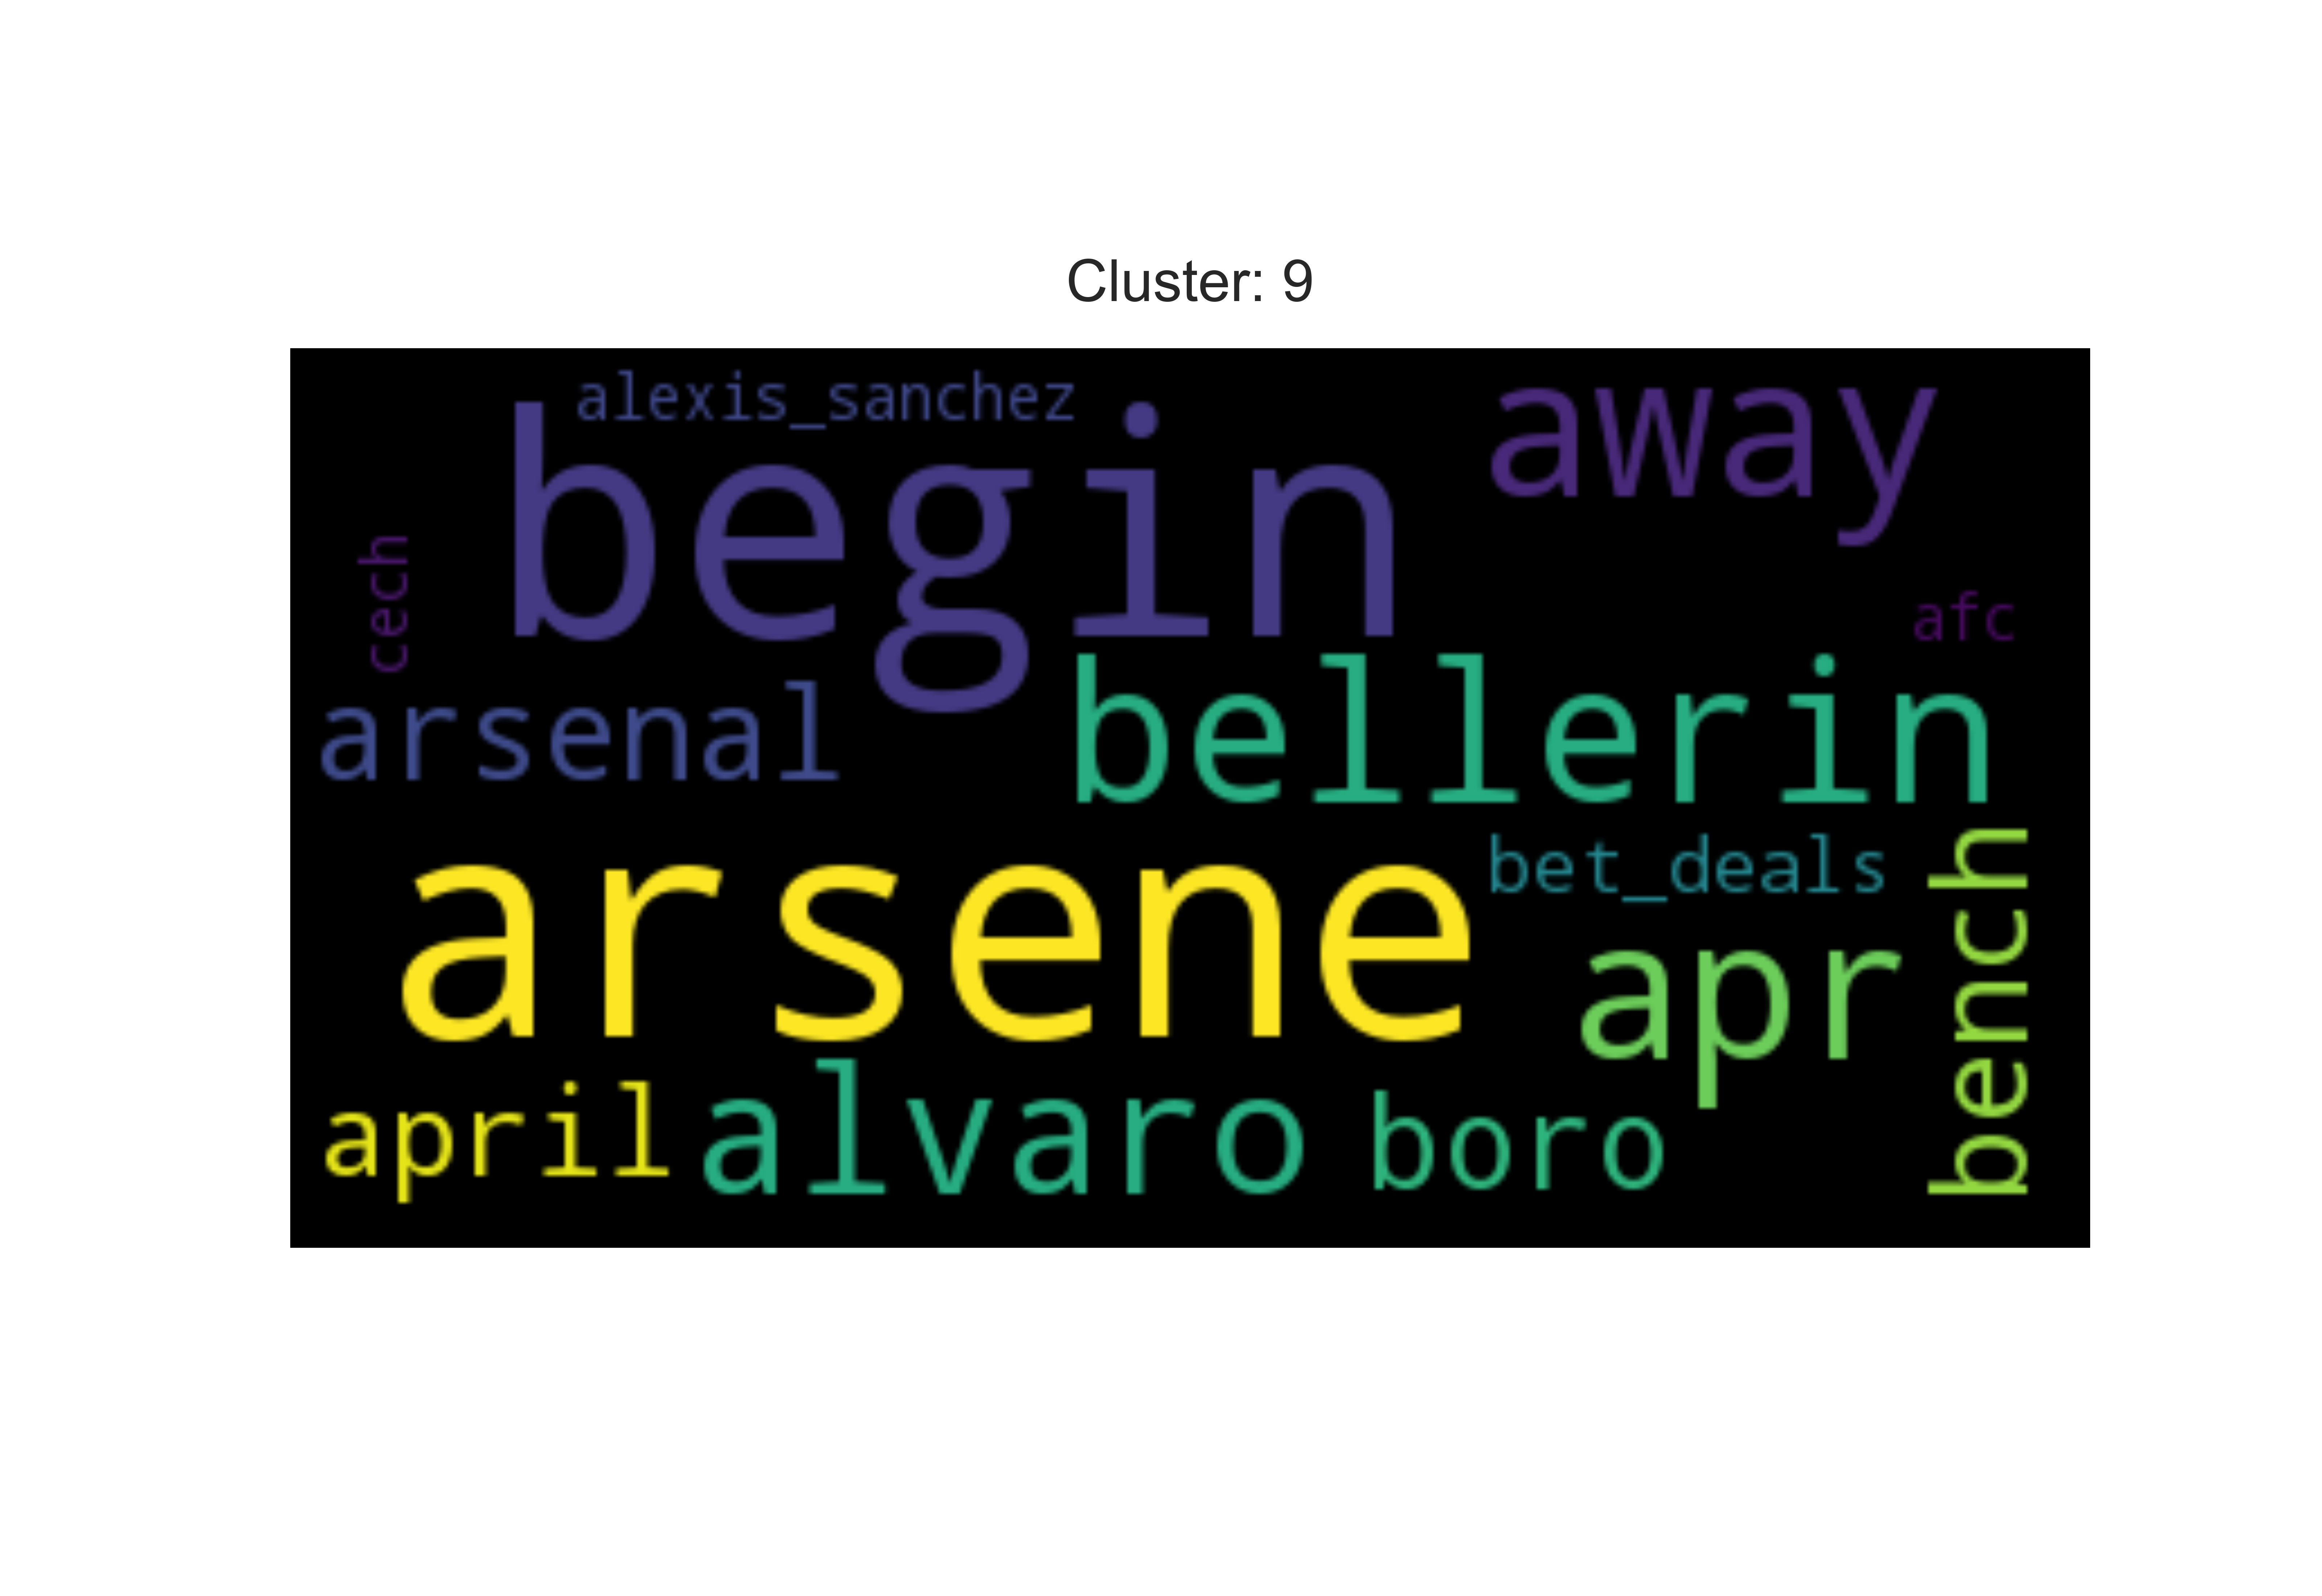 Cluster: 9
alexis_sanchez
begin
away
cech
afc
arsenal
bellerin
arsene
bet_deals
apr
bench
april
alvaro
boro